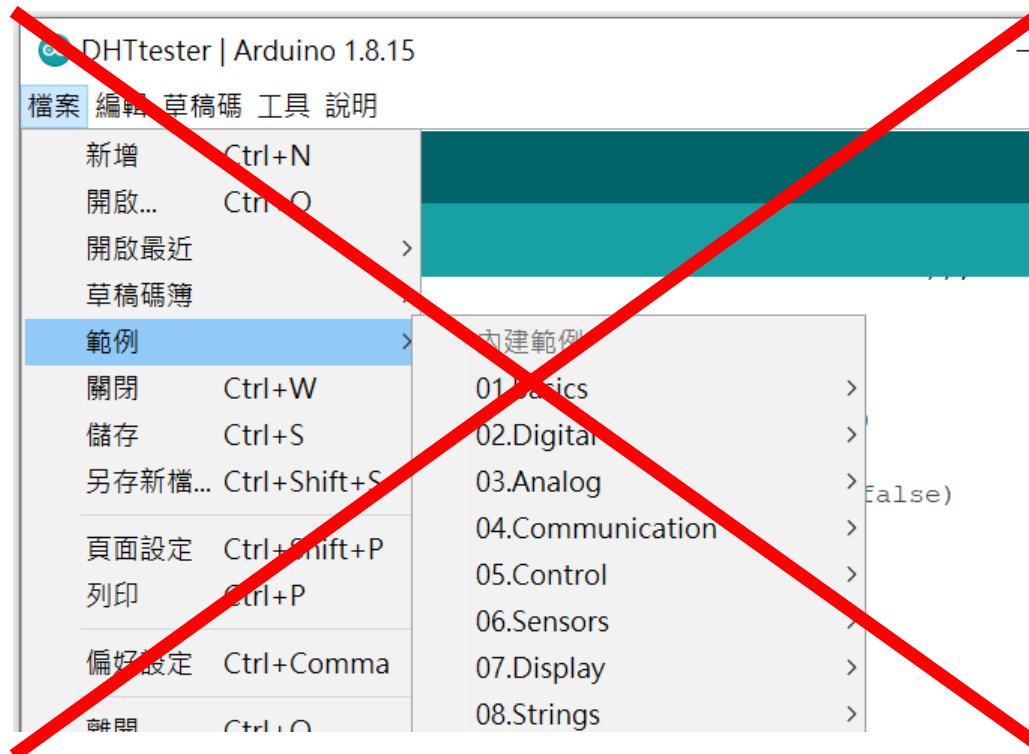 DHTtester | Arduino 1.8.15
檔案 編輯 草稿碼 工具 說明
新增 Ctrl+N
開啟... Ctrl+O
開啟最近 >
草稿碼簿
範例 >
關閉 Ctrl+W
儲存 Ctrl+S
另存新檔... Ctrl+Shift+S
頁面設定 Ctrl+Shift+P
列印 Ctrl+P
偏好設定 Ctrl+Comma
離開 Ctrl+Q
內建範例
01.Basics >
02.Digital >
03.Analog >
04.Communication >
05.Control >
06.Sensors >
07.Display >
08.Strings >
false)